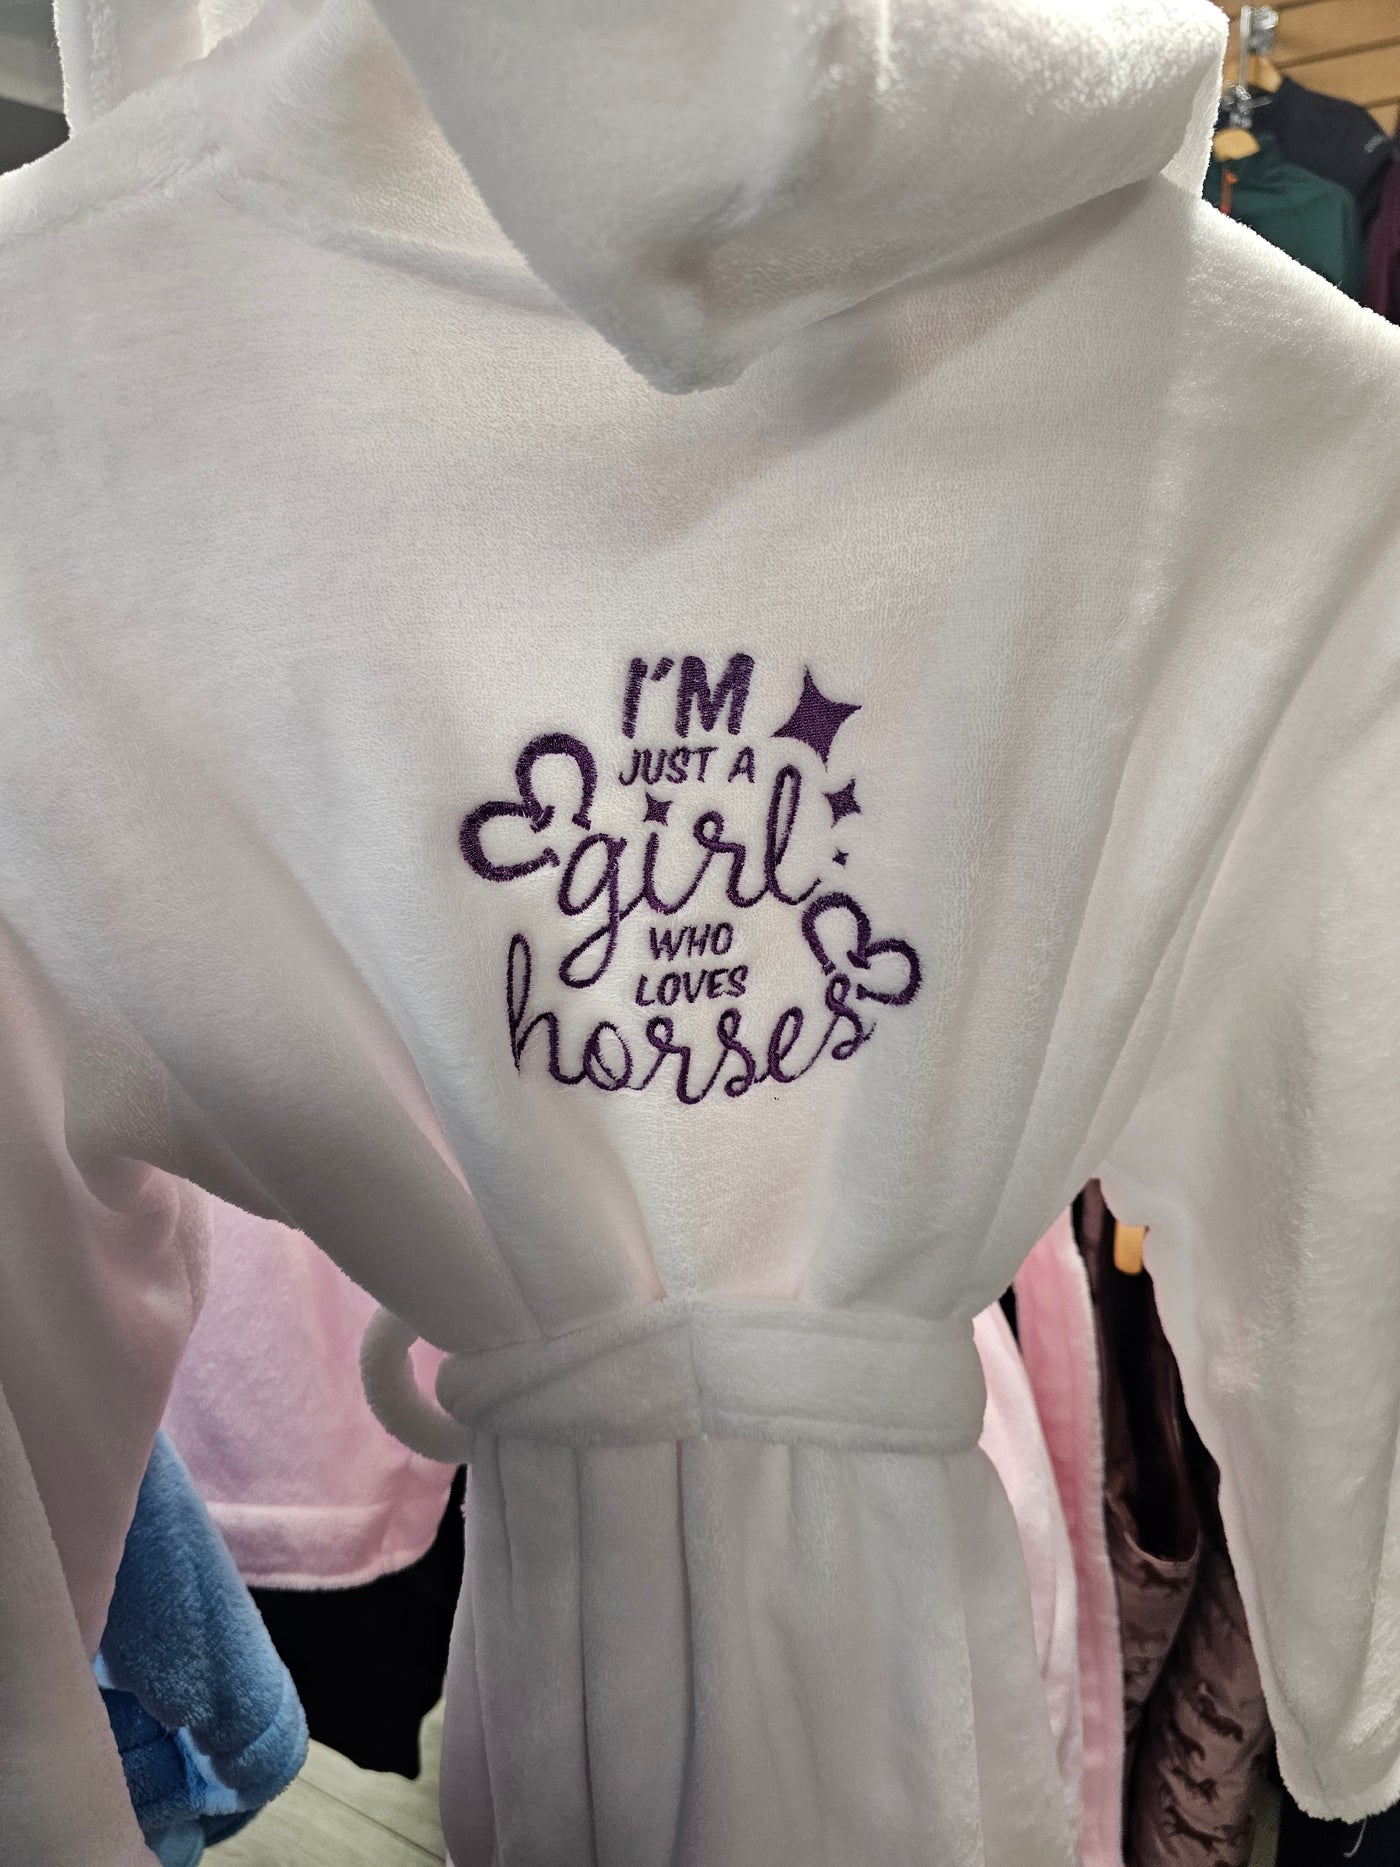 I'M
JUST A
girl
WHO
LOVES
horses